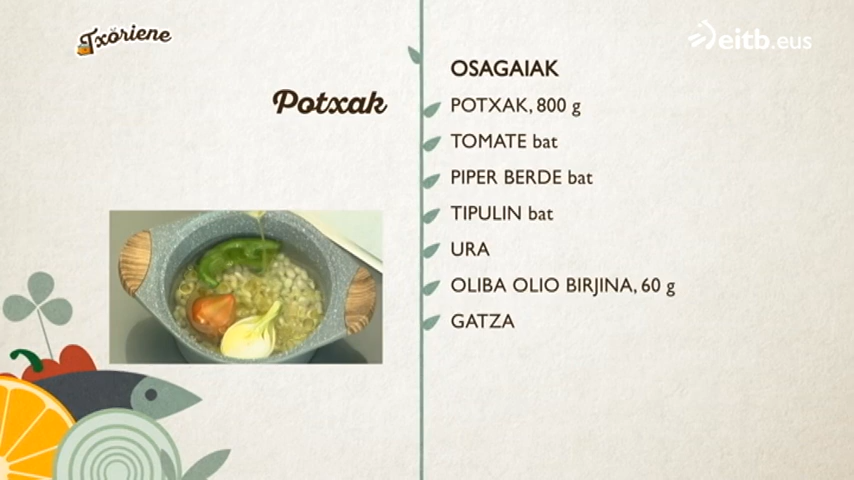 Txoriene
eitb.eus
Potxak
OSAGAIAK
POTXAK, 800 g
TOMATE bat
PIPER BERDE bat
TIPULIN bat
URA
OLIBA OLIO BIRJINA, 60 g
GATZA